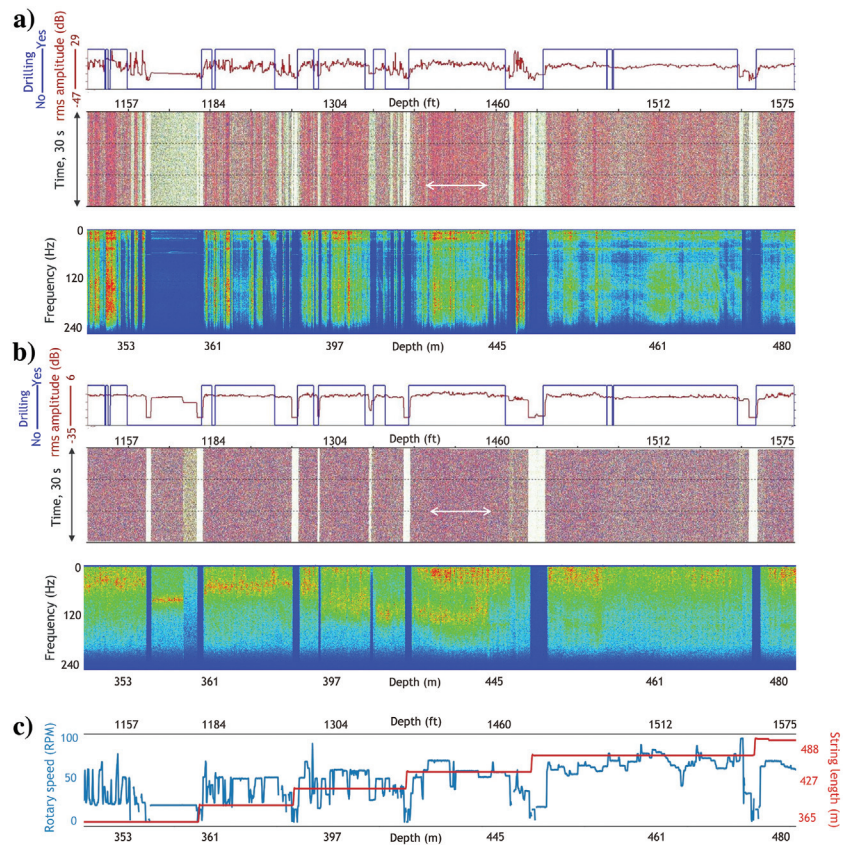 a)
No Drilling Yes
rms amplitude (dB)
-47 29
Depth (ft)
1157 1184 1304 1460 1512 1575
Time, 30 s
Frequency (Hz)
0
120
240
353 361 397 Depth (m) 445 461 480
b)
No Drilling Yes
rms amplitude (dB)
-35 6
Depth (ft)
1157 1184 1304 1460 1512 1575
Time, 30 s
Frequency (Hz)
0
120
240
353 361 397 Depth (m) 445 461 480
c)
1157 1184 1304 Depth (ft) 1460 1512 1575
Rotary speed (RPM)
100
50
0
String length (m)
488
427
365
353 361 397 Depth (m) 445 461 480